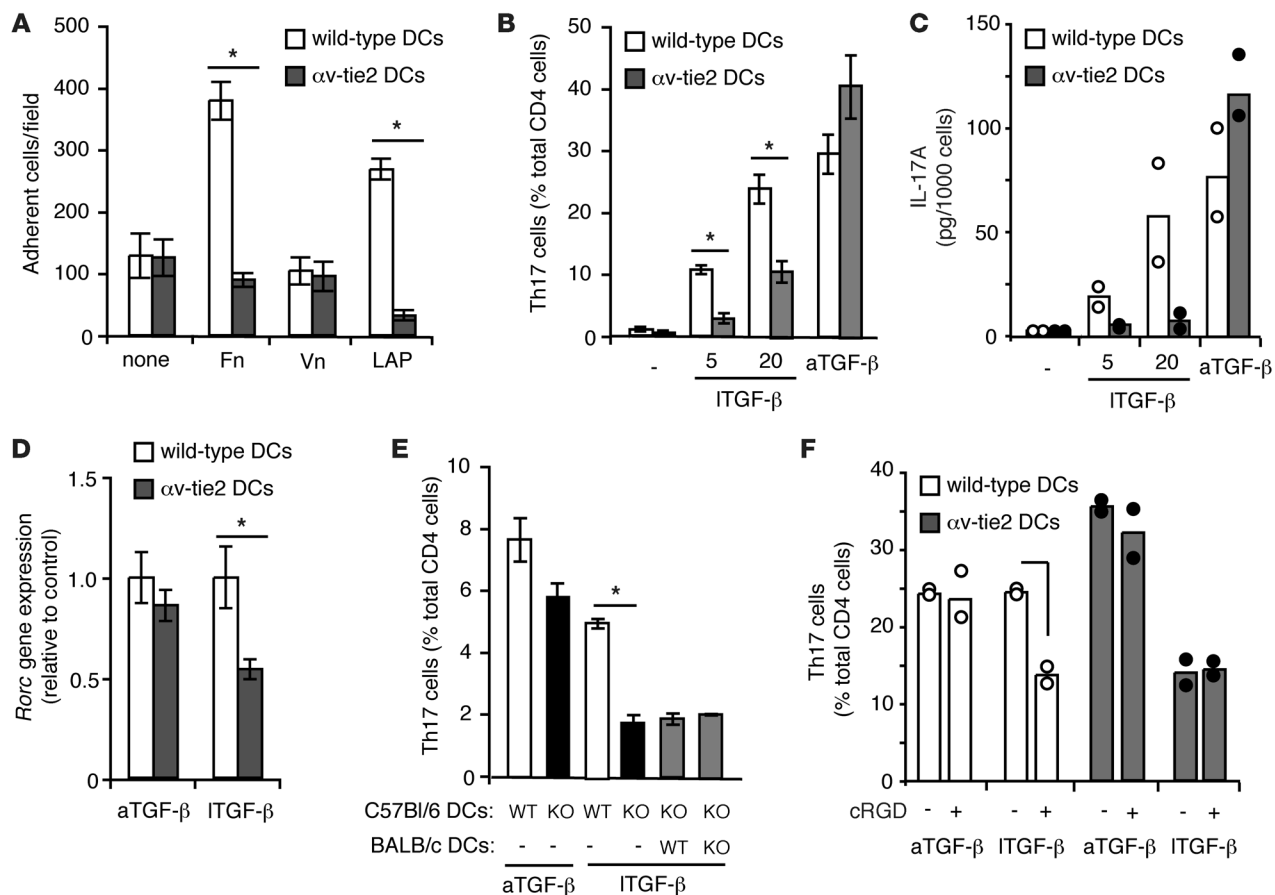 A
500
400
300
200
100
0
Adherent cells/field
wild-type DCs
αv-tie2 DCs
*
*
none Fn Vn LAP
B
50
40
30
20
10
0
Th17 cells (% total CD4 cells)
wild-type DCs
αv-tie2 DCs
*
*
- 5 20 aTGF-β
lTGF-β
C
150
100
50
0
IL-17A
(pg/1000 cells)
wild-type DCs
αv-tie2 DCs
- 5 20 aTGF-β
lTGF-β
D
1.5
1.0
0.5
0
Rorc gene expression
(relative to control)
wild-type DCs
αv-tie2 DCs
*
aTGF-β lTGF-β
E
10
8
6
4
2
0
Th17 cells (% total CD4 cells)
*
C57Bl/6 DCs: WT KO WT KO KO KO
BALB/c DCs: - - - - WT KO
aTGF-β lTGF-β
F
40
30
20
10
0
Th17 cells
(% total CD4 cells)
wild-type DCs
αv-tie2 DCs
cRGD - + - + - + - +
aTGF-β lTGF-β aTGF-β lTGF-β